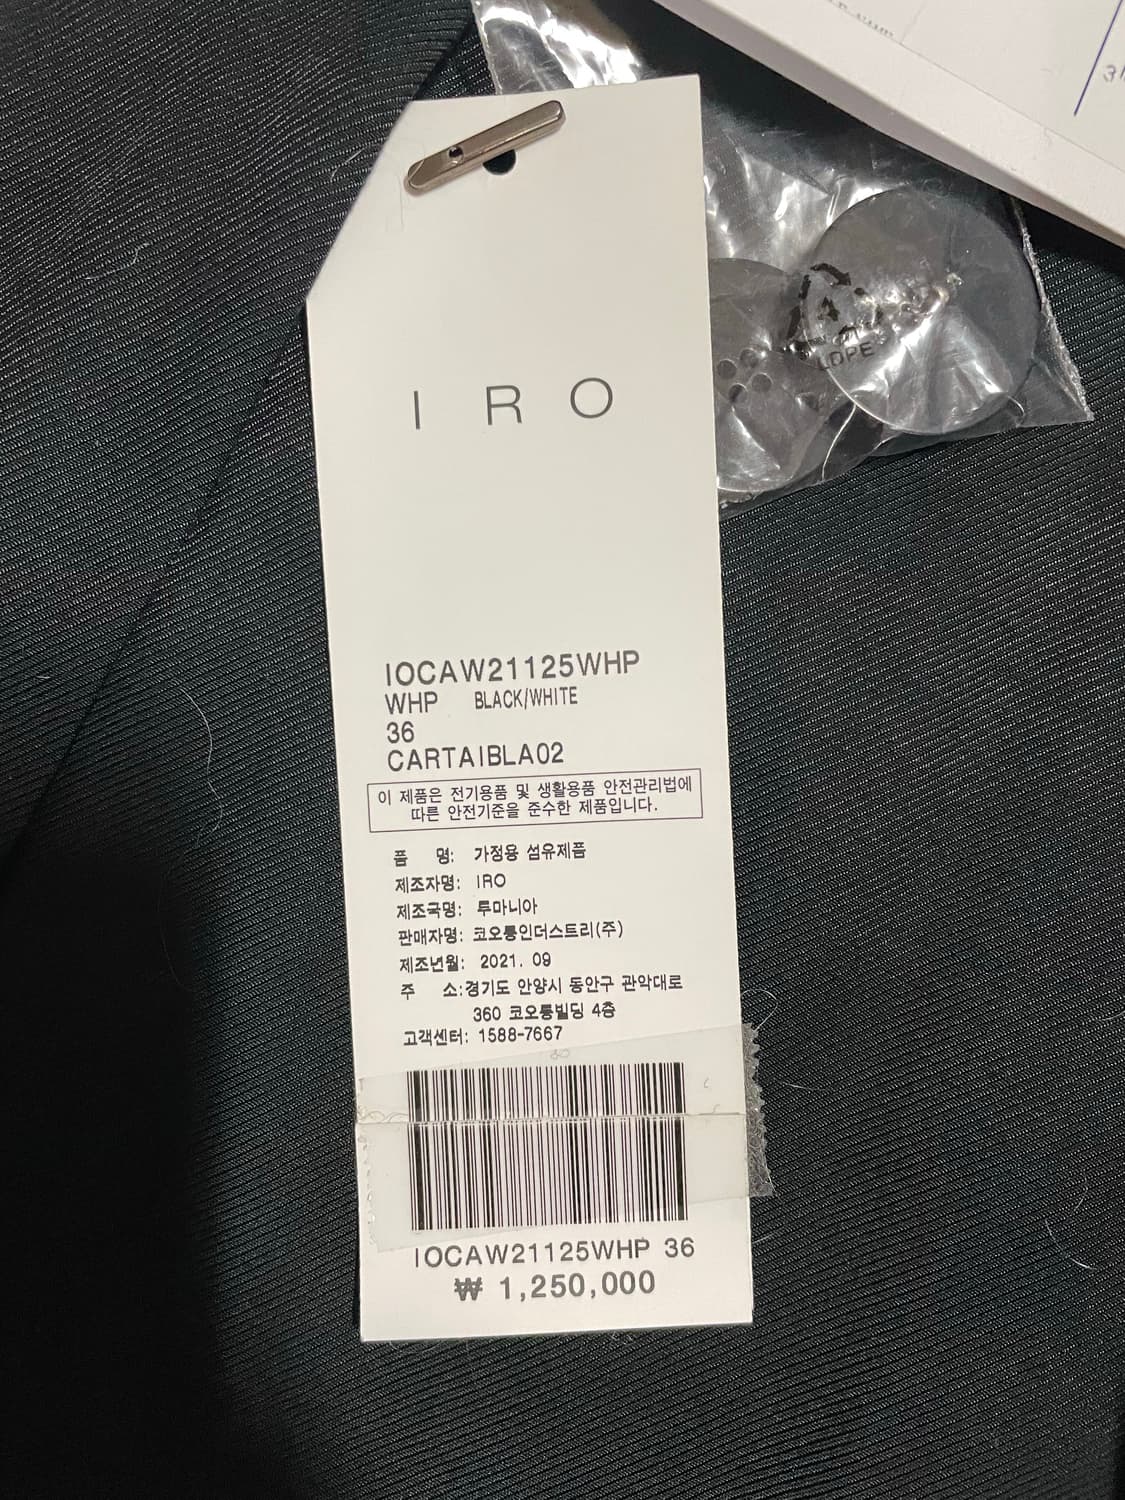 IRO
IOCAW21125WHP
WHP BLACK/WHITE
36
CARTAIBLA02
이 제품은 전기용품 및 생활용품 안전관리법에
따른 안전기준을 준수한 제품입니다.
품 명: 가정용 섬유제품
제조자명: IRO
제조국명: 루마니아
판매자명: 코오롱인더스트리(주)
제조년월: 2021. 09
주 소:경기도 안양시 동안구 관악대로
360 코오롱빌딩 4층
고객센터: 1588-7667
IOCAW21125WHP 36
₩ 1,250,000
4
LDPE